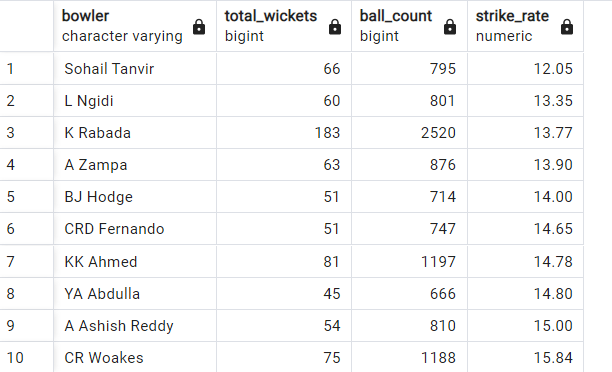 bowler total_wickets ball_count strike_rate
character varying bigint bigint numeric
1 Sohail Tanvir 66 795 12.05
2 L Ngidi 60 801 13.35
3 K Rabada 183 2520 13.77
4 A Zampa 63 876 13.90
5 BJ Hodge 51 714 14.00
6 CRD Fernando 51 747 14.65
7 KK Ahmed 81 1197 14.78
8 YA Abdulla 45 666 14.80
9 A Ashish Reddy 54 810 15.00
10 CR Woakes 75 1188 15.84